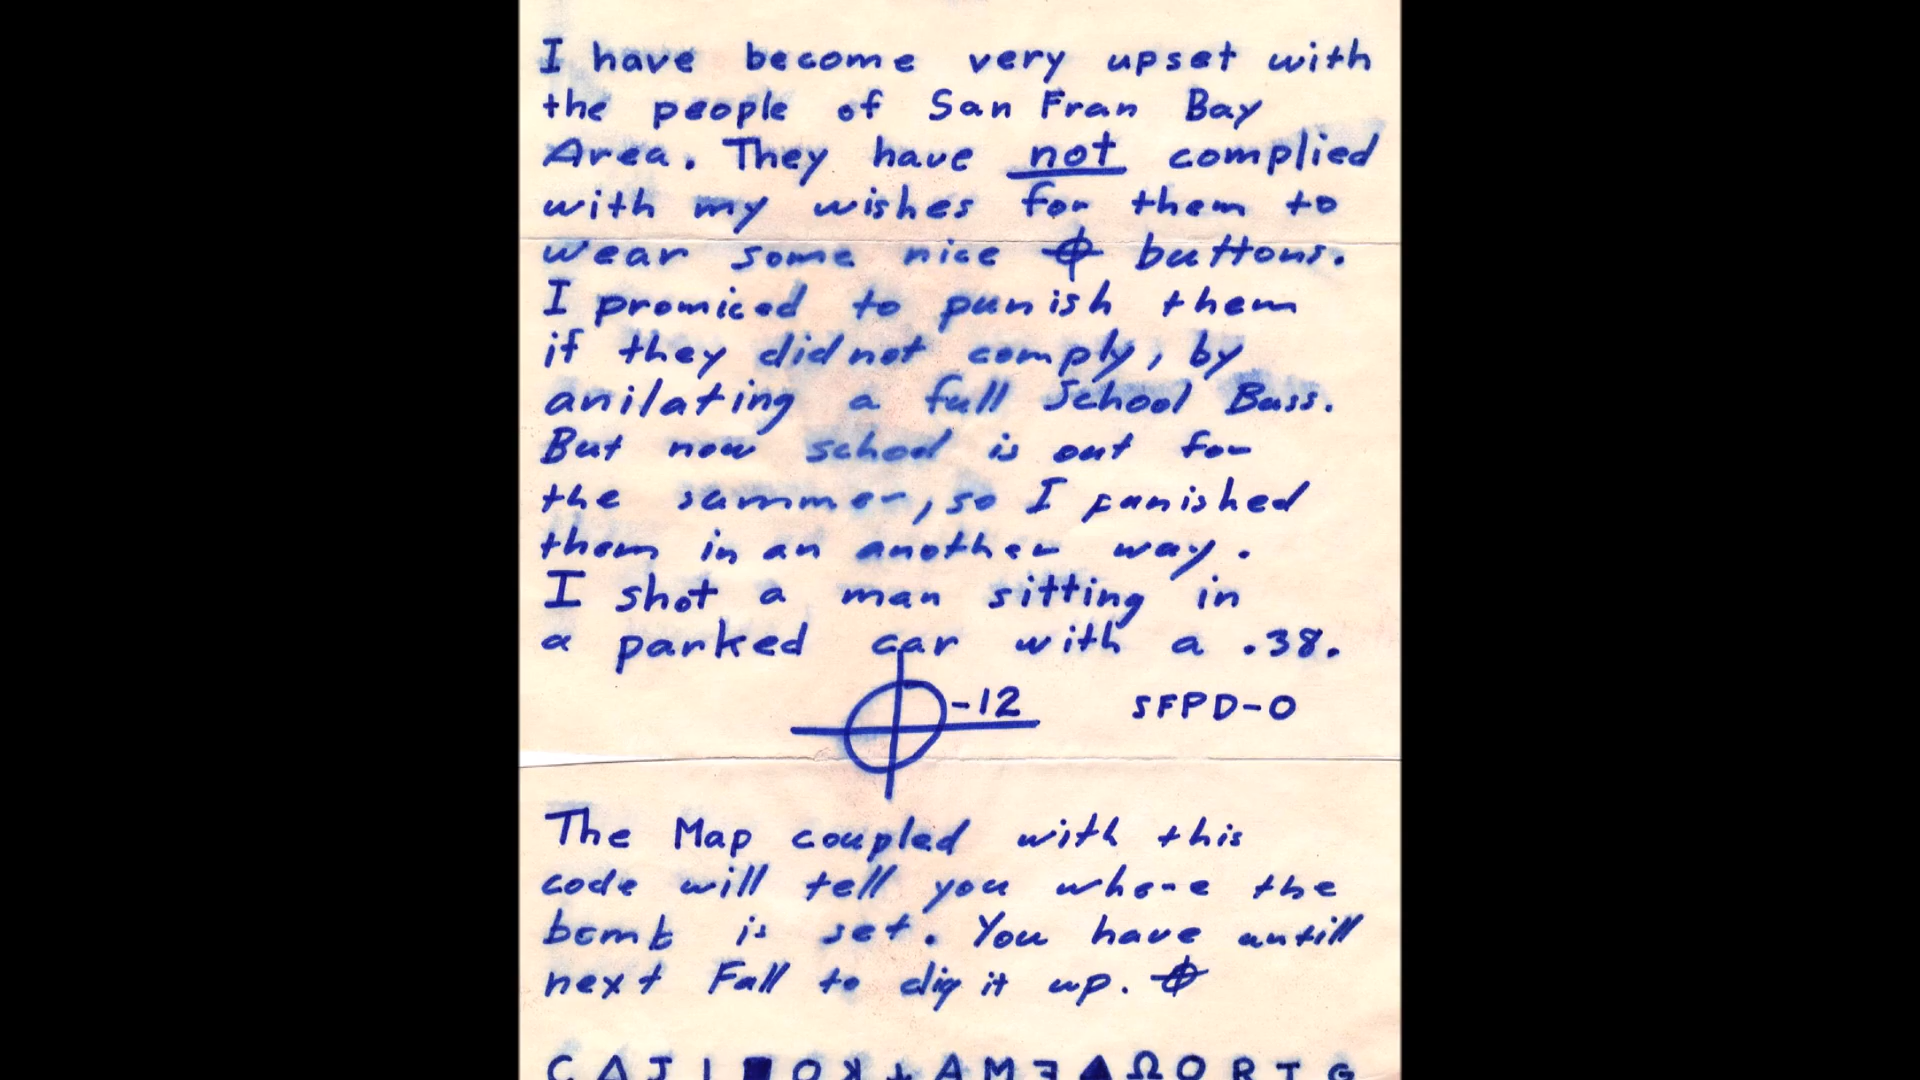 I have become very upset with
the people of San Fran Bay
Area. They have not complied
with my wishes for them to
wear some nice ⌖ buttons.
I promiced to punish them
if they did not comply, by
anilating a full School Buss.
But now school is out for
the summer, so I punished
them in an another way.
I shot a man sitting in
a parked car with a .38.
⌖-12 SFPD-0
The Map coupled with this
code will tell you where the
bomb is set. You have untill
next Fall to dig it up. ⌖
C Δ J I ■ O ꓘ ⅄ A M ꓱ ▲ Ω O R T G